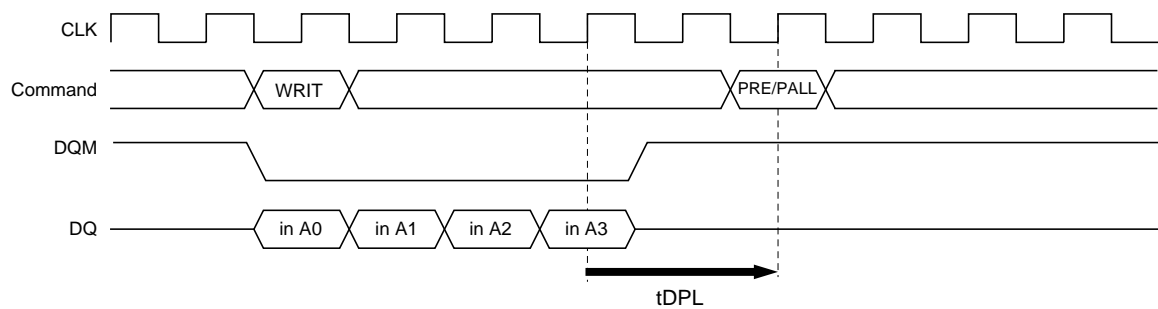 CLK
Command WRIT PRE/PALL
DQM
DQ in A0 in A1 in A2 in A3
tDPL